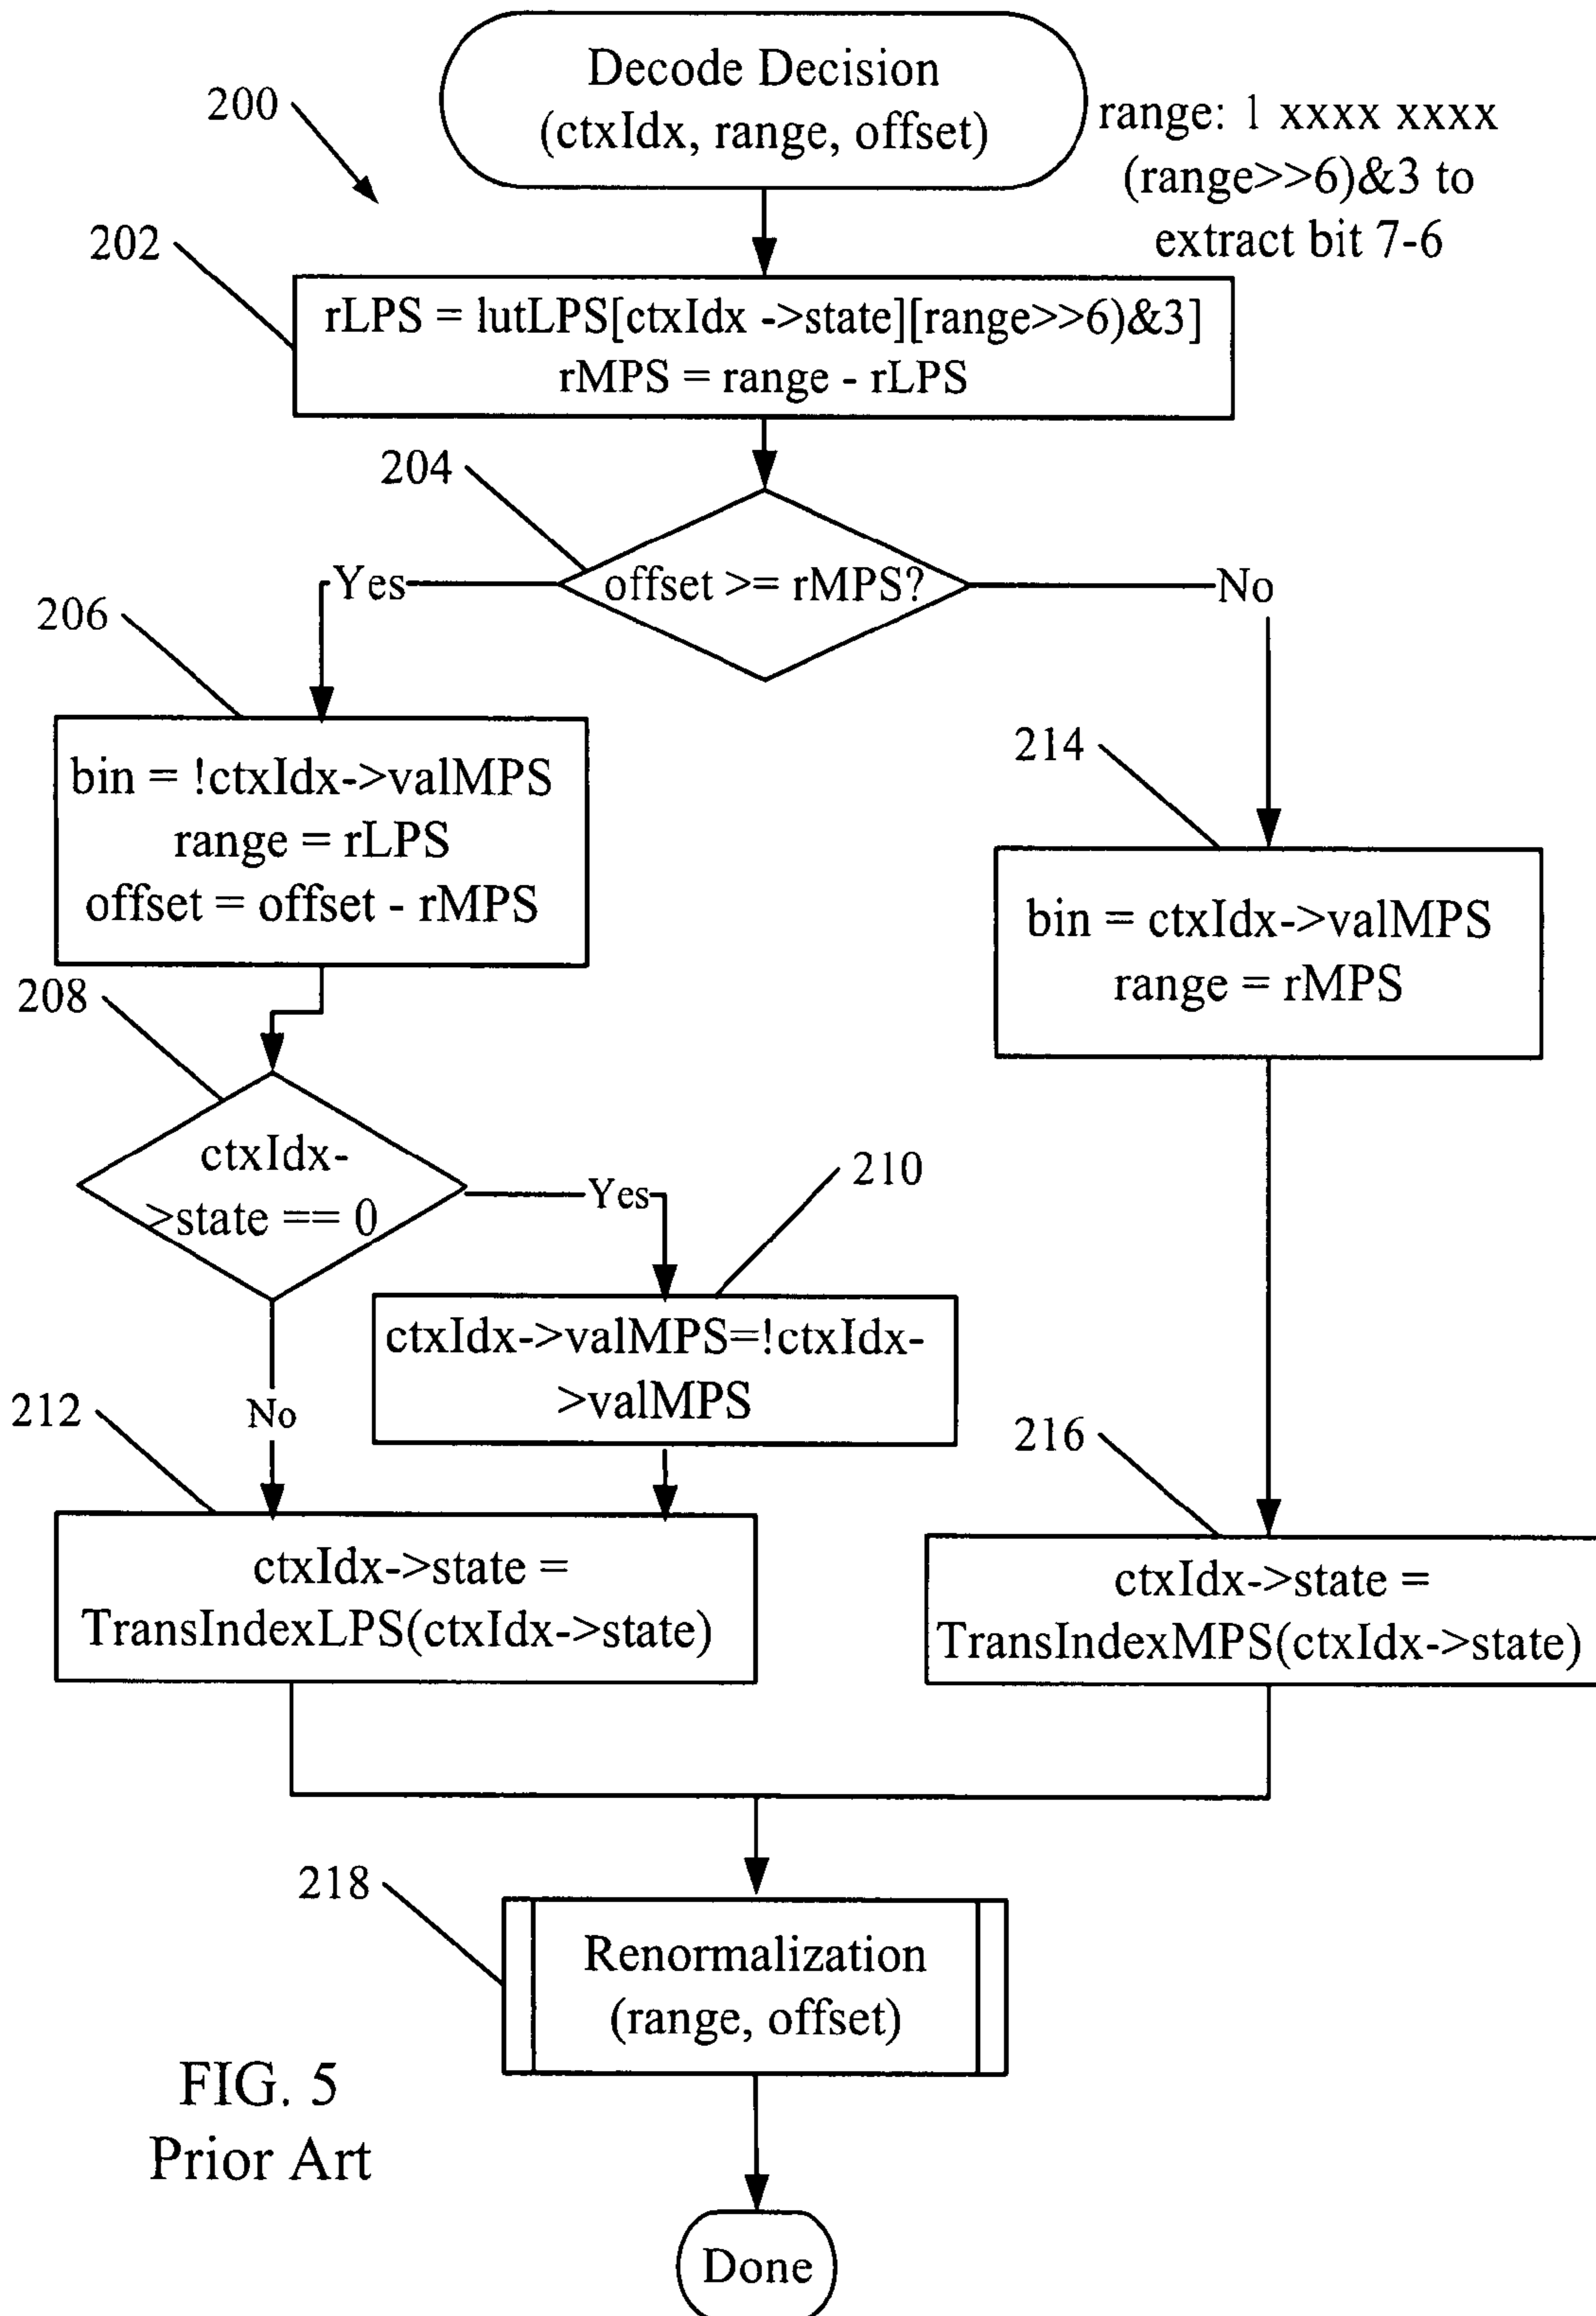 Decode Decision
(ctxIdx, range, offset)
200
range: 1 xxxx xxxx
(range>>6)&3 to
extract bit 7-6
202
rLPS = lutLPS[ctxIdx ->state][range>>6)&3]
rMPS = range - rLPS
204
offset >= rMPS?
Yes
No
206
bin = !ctxIdx->valMPS
range = rLPS
offset = offset - rMPS
214
bin = ctxIdx->valMPS
range = rMPS
208
ctxIdx-
>state == 0
Yes
210
ctxIdx->valMPS=!ctxIdx-
>valMPS
No
212
ctxIdx->state =
TransIndexLPS(ctxIdx->state)
216
ctxIdx->state =
TransIndexMPS(ctxIdx->state)
218
Renormalization
(range, offset)
FIG. 5
Prior Art
Done